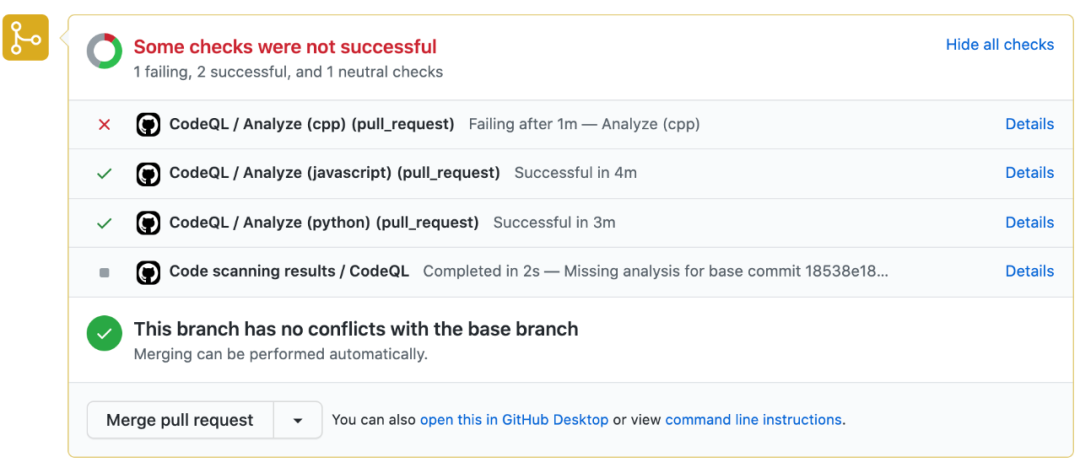 Some checks were not successful
Hide all checks
1 failing, 2 successful, and 1 neutral checks
CodeQL / Analyze (cpp) (pull_request) Failing after 1m — Analyze (cpp) Details
CodeQL / Analyze (javascript) (pull_request) Successful in 4m Details
CodeQL / Analyze (python) (pull_request) Successful in 3m Details
Code scanning results / CodeQL Completed in 2s — Missing analysis for base commit 18538e18... Details
This branch has no conflicts with the base branch
Merging can be performed automatically.
Merge pull request You can also open this in GitHub Desktop or view command line instructions.